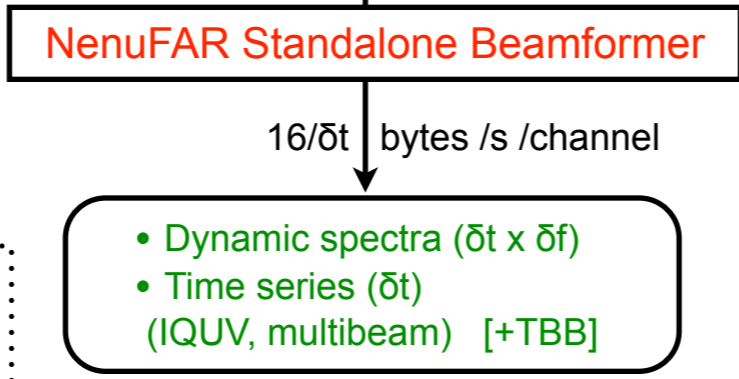 NenuFAR Standalone Beamformer
16/δt bytes /s /channel
• Dynamic spectra (δt x δf)
• Time series (δt)
(IQUV, multibeam) [+TBB]